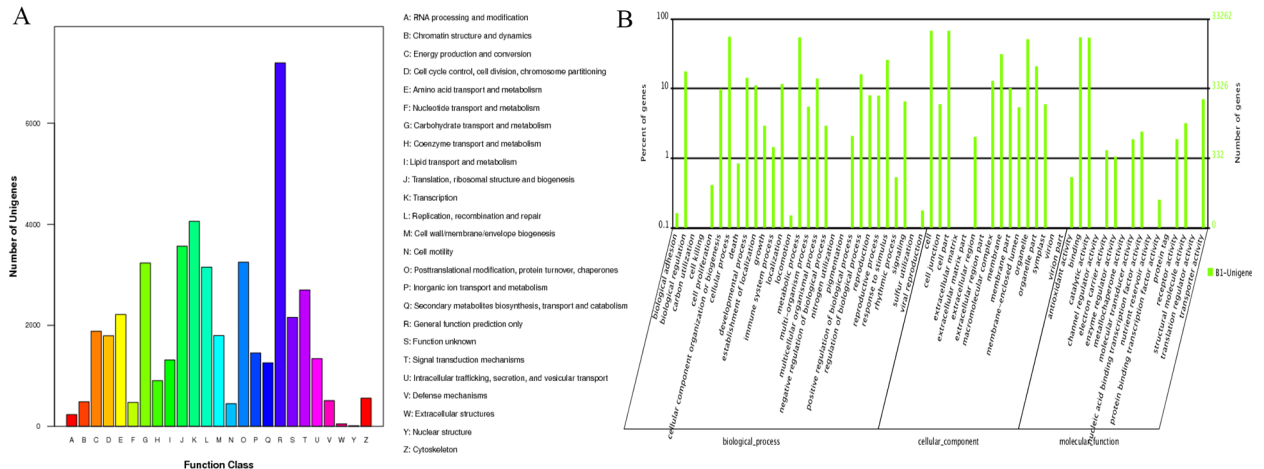 A
Number of Unigenes
6000
4000
2000
0
A B C D E F G H I J K L M N O P Q R S T U V W Y Z
Function Class
A: RNA processing and modification
B: Chromatin structure and dynamics
C: Energy production and conversion
D: Cell cycle control, cell division, chromosome partitioning
E: Amino acid transport and metabolism
F: Nucleotide transport and metabolism
G: Carbohydrate transport and metabolism
H: Coenzyme transport and metabolism
I: Lipid transport and metabolism
J: Translation, ribosomal structure and biogenesis
K: Transcription
L: Replication, recombination and repair
M: Cell wall/membrane/envelope biogenesis
N: Cell motility
O: Posttranslational modification, protein turnover, chaperones
P: Inorganic ion transport and metabolism
Q: Secondary metabolites biosynthesis, transport and catabolism
R: General function prediction only
S: Function unknown
T: Signal transduction mechanisms
U: Intracellular trafficking, secretion, and vesicular transport
V: Defense mechanisms
W: Extracellular structures
Y: Nuclear structure
Z: Cytoskeleton
B
Percent of genes
100
10
1
0.1
33262
3326
332
0
Number of genes
B1-Unigene
biological adhesion
biological regulation
carbon utilization
cell killing
cell proliferation
cellular component organization or biogenesis
cellular process
death
developmental process
establishment of localization
growth
immune system process
localization
locomotion
metabolic process
multi-organism process
multicellular organismal process
negative regulation of biological process
nitrogen utilization
pigmentation
positive regulation of biological process
regulation of biological process
reproduction
reproductive process
response to stimulus
rhythmic process
signaling
sulfur utilization
viral reproduction
cell
cell junction
cell part
extracellular matrix
extracellular matrix part
extracellular region
extracellular region part
macromolecular complex
membrane
membrane part
membrane-enclosed lumen
organelle
organelle part
symplast
virion
virion part
antioxidant activity
binding
catalytic activity
channel regulator activity
electron carrier activity
enzyme regulator activity
metallochaperone activity
molecular transducer activity
nucleic acid binding transcription factor activity
nutrient reservoir activity
protein binding transcription factor activity
protein tag
receptor activity
structural molecule activity
translation regulator activity
transporter activity
biological_process
cellular_component
molecular_function